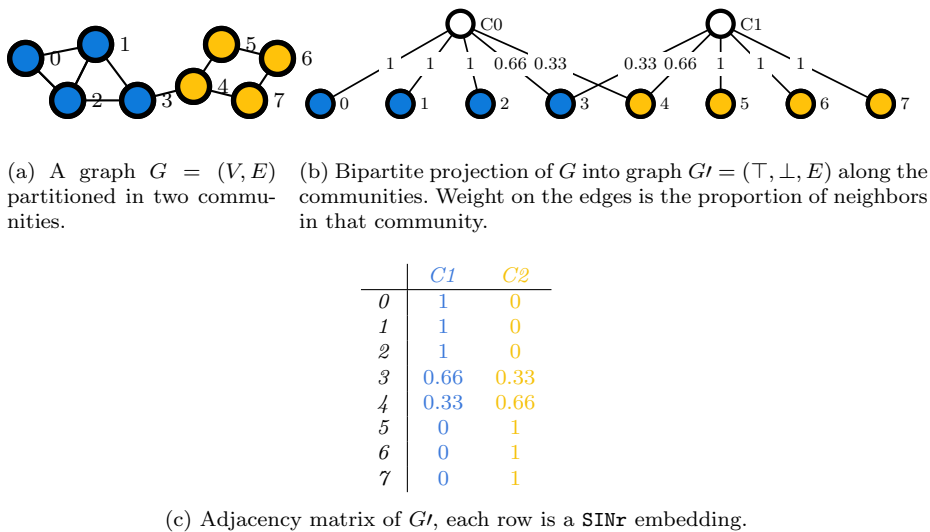 0 1 2 3 4 5 6 7
C0 C1
1 1 1 0.66 0.33 0.33 0.66 1 1 1
0 1 2 3 4 5 6 7
(a) A graph G = (V, E)
partitioned in two commu-
nities.
(b) Bipartite projection of G into graph G′ = (⊤, ⊥, E) along the
communities. Weight on the edges is the proportion of neighbors
in that community.
C1 C2
0 1 0
1 1 0
2 1 0
3 0.66 0.33
4 0.33 0.66
5 0 1
6 0 1
7 0 1
(c) Adjacency matrix of G′, each row is a SINr embedding.